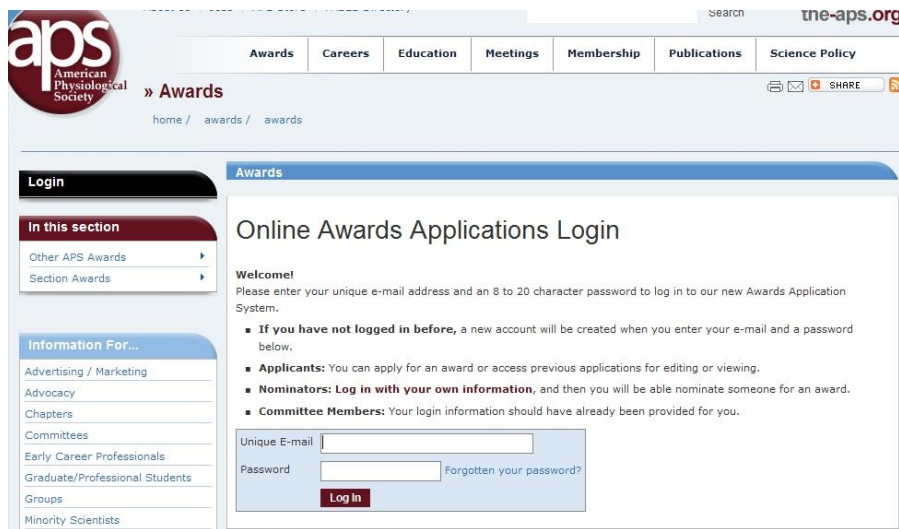 Search
the-aps.org
aps
American
Physiological
Society
Awards Careers Education Meetings Membership Publications Science Policy
» Awards
SHARE
home / awards / awards
Login
Awards
In this section
Other APS Awards
Section Awards
Online Awards Applications Login
Welcome!
Please enter your unique e-mail address and an 8 to 20 character password to log in to our new Awards Application
System.
If you have not logged in before, a new account will be created when you enter your e-mail and a password
below.
Applicants: You can apply for an award or access previous applications for editing or viewing.
Nominators: Log in with your own information, and then you will be able nominate someone for an award.
Committee Members: Your login information should have already been provided for you.
Unique E-mail
Password Forgotten your password?
Log In
Information For...
Advertising / Marketing
Advocacy
Chapters
Committees
Early Career Professionals
Graduate/Professional Students
Groups
Minority Scientists